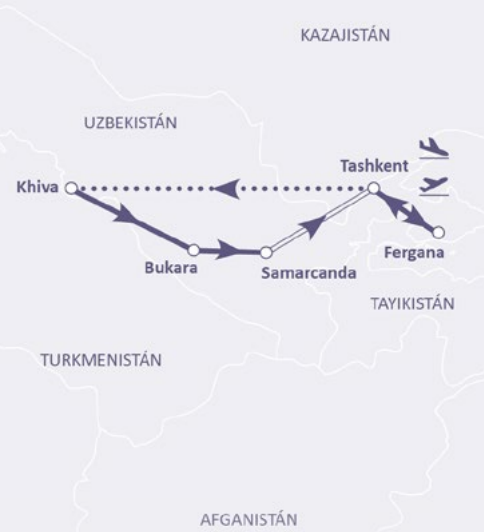 KAZAJISTÁN
UZBEKISTÁN
Tashkent
Khiva
Fergana
Bukara
Samarcanda
TAYIKISTÁN
TURKMENISTÁN
AFGANISTÁN